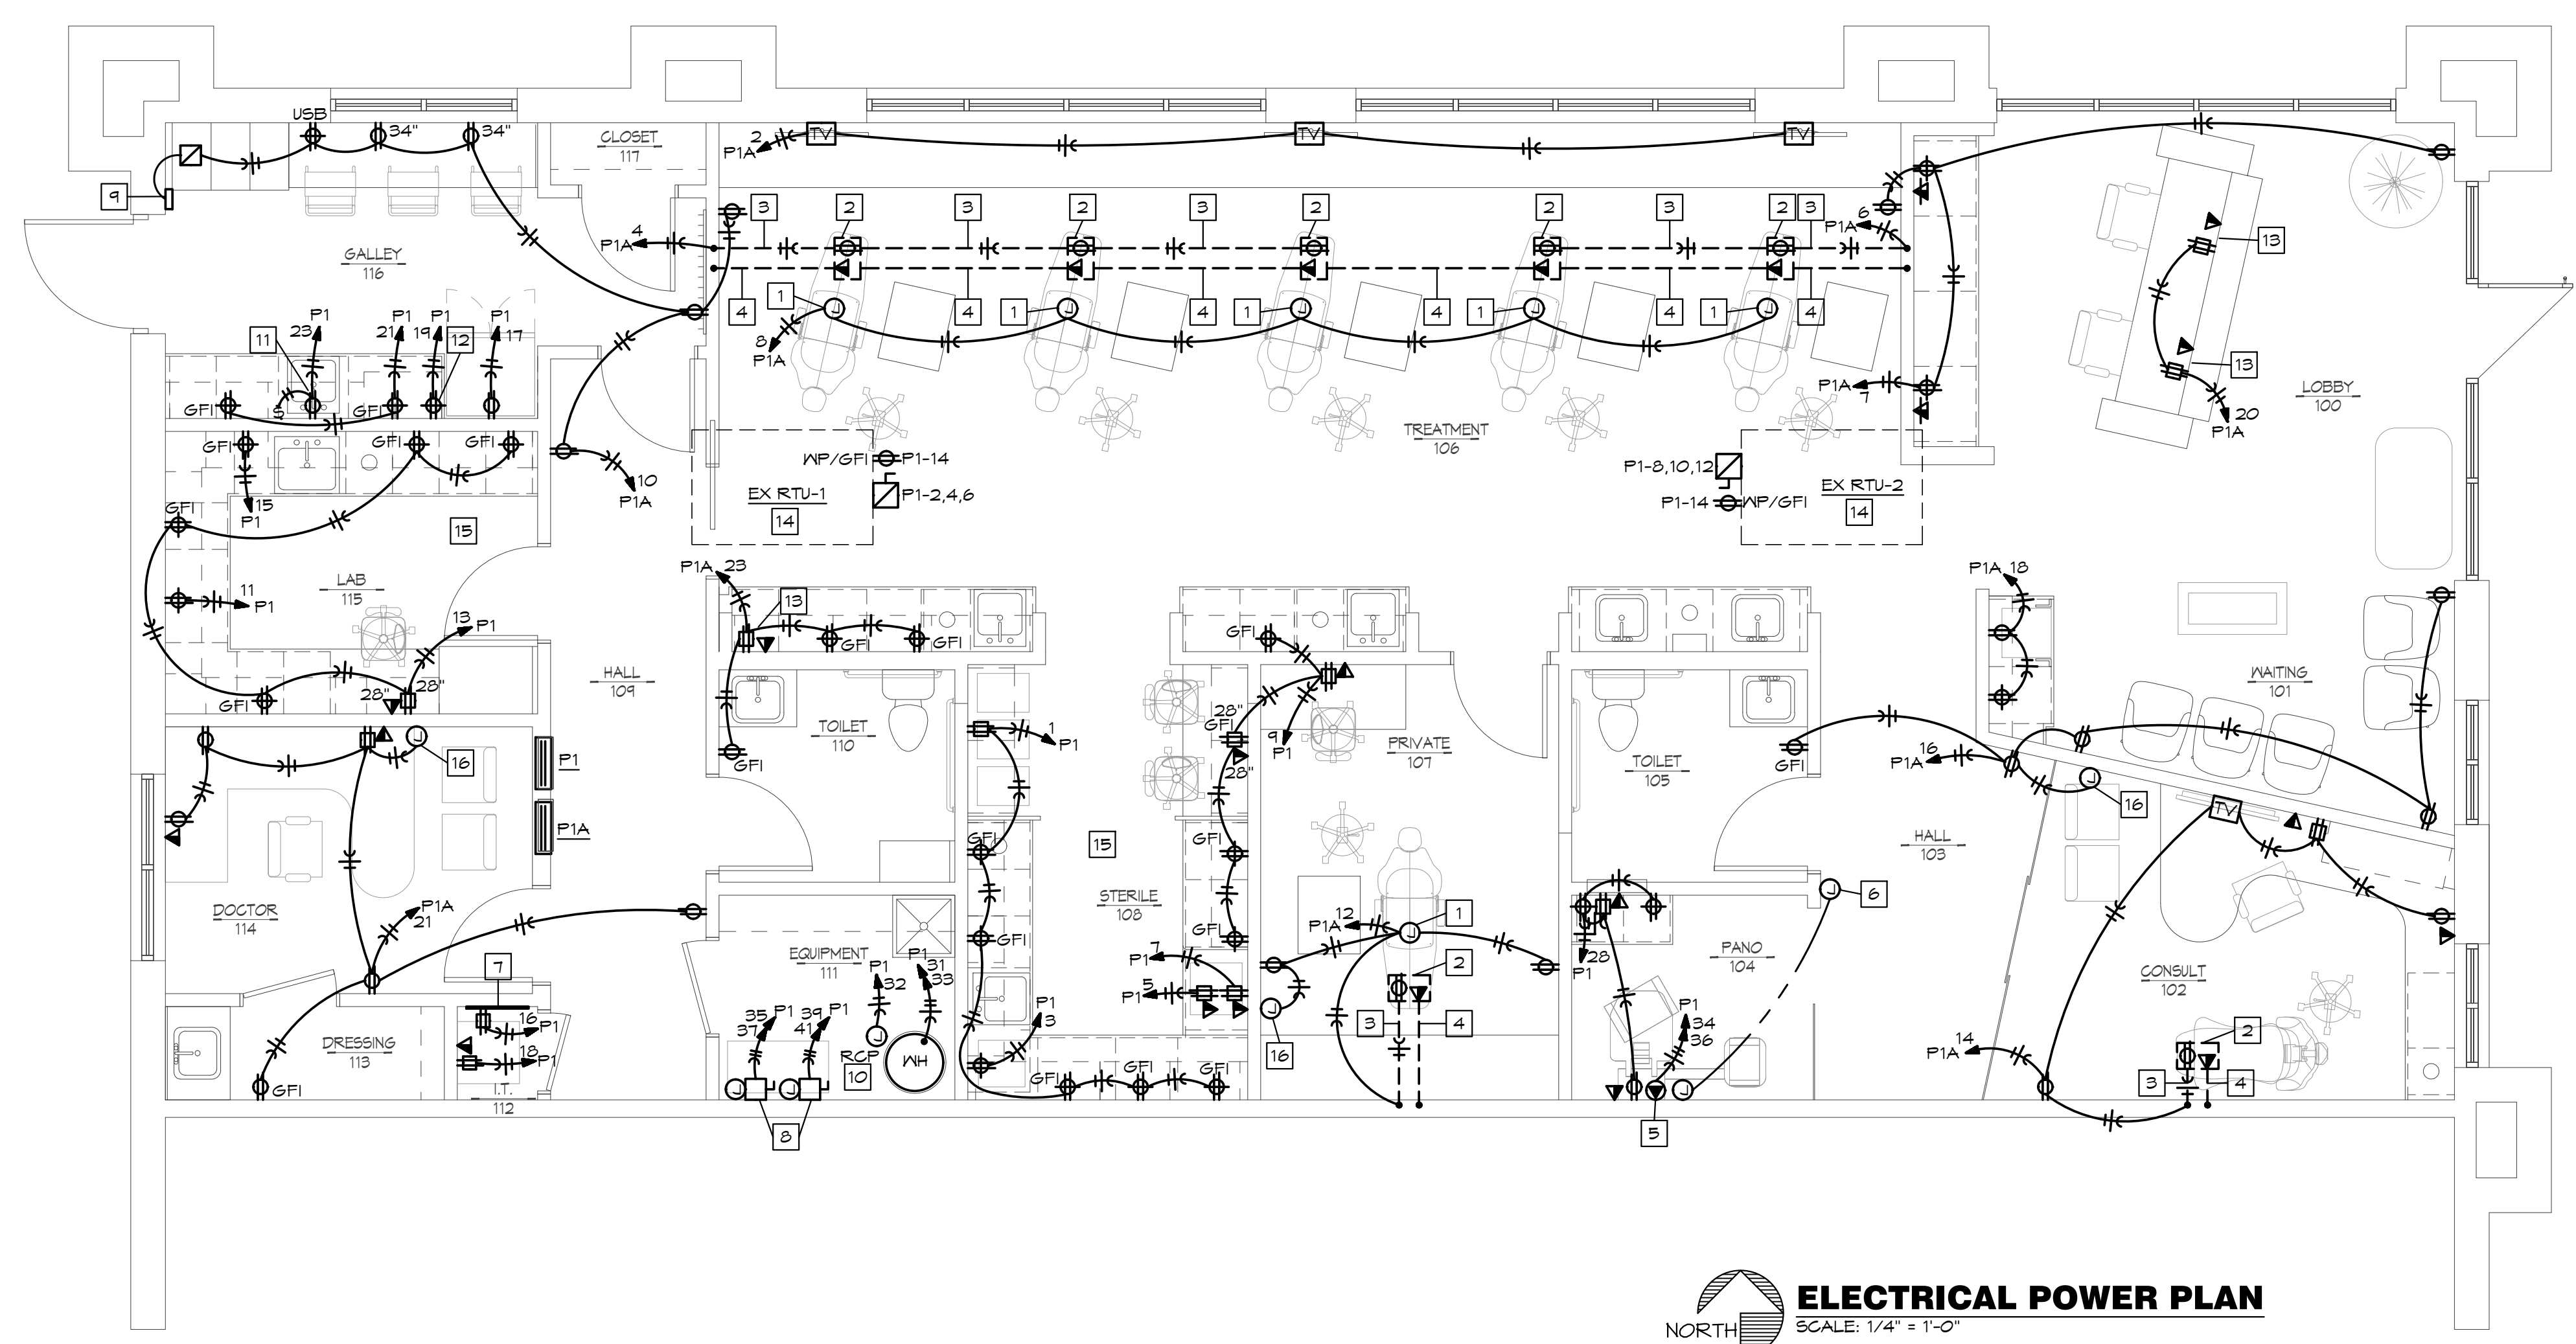 USB
34"
34"
CLOSET
117
2
P1A
TV
TV
TV
9
3
2
3
2
3
2
2
3
2
3
6
P1A
4
P1A
GALLEY
116
13
4
1
4
1
4
1
4
1
4
1
4
8
P1A
P1
23
11
P1
21
P1
19
12
P1
17
P1A
7
13
LOBBY
100
GFI
S
GFI
20
P1A
GFI
GFI
GFI
TREATMENT
106
15
P1
10
P1A
WP/GFI
P1-14
EX RTU-1
P1-2,4,6
14
P1-8,10,12
EX RTU-2
P1-14
WP/GFI
14
GFI
15
LAB
115
11
P1
13
P1
P1A 23
13
GFI
GFI
GFI
P1A 18
HALL
109
WAITING
101
28"
28"
GFI
TOILET
110
GFI
1
P1
28"
GFI
28"
9
P1
PRIVATE
107
TOILET
105
GFI
16
P1A
16
16
P1
P1A
TV
HALL
103
GFI
15
GFI
DOCTOR
114
P1A
21
STERILE
108
GFI
GFI
12
P1A
1
6
EQUIPMENT
111
7
P1
32
P1
31
33
7
P1
5
P1
2
28
P1
PANO
104
CONSULT
102
16
P1
18
P1
DRESSING
113
GFI
I.T.
112
35
37
P1
39
41
P1
RCP
10
WH
P1
3
GFI
GFI
GFI
16
3
4
P1
34
36
14
P1A
2
3
4
8
5
ELECTRICAL POWER PLAN
SCALE: 1/4" = 1'-0"
NORTH